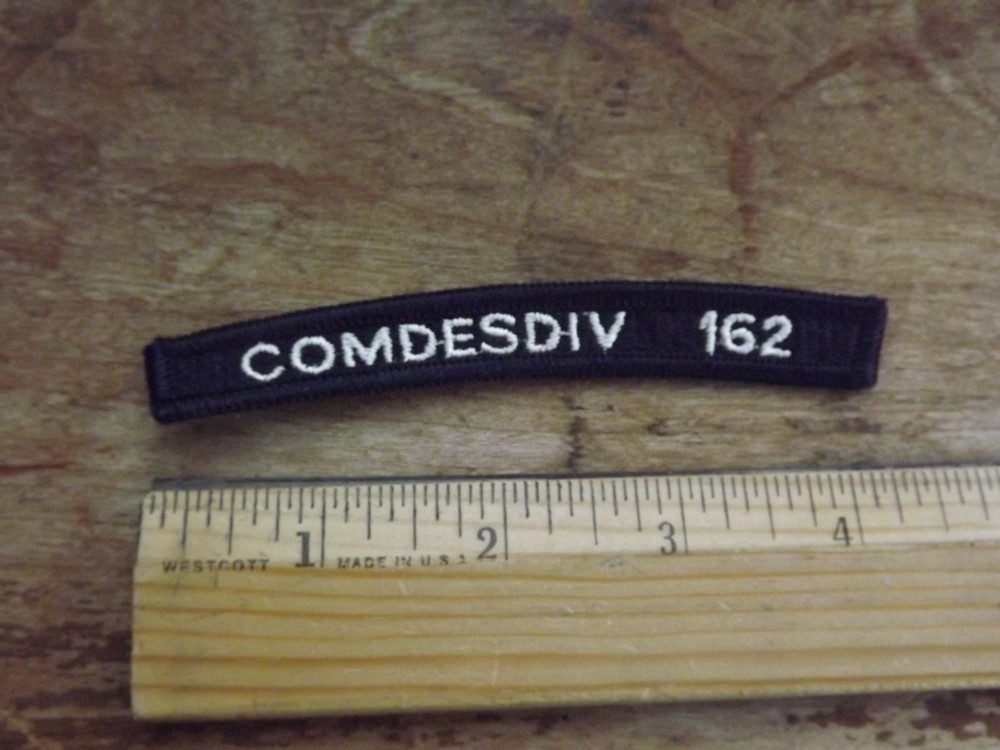 COMDESDIV 162
1 2 3 4
WESTCOTT MADE IN U.S.A